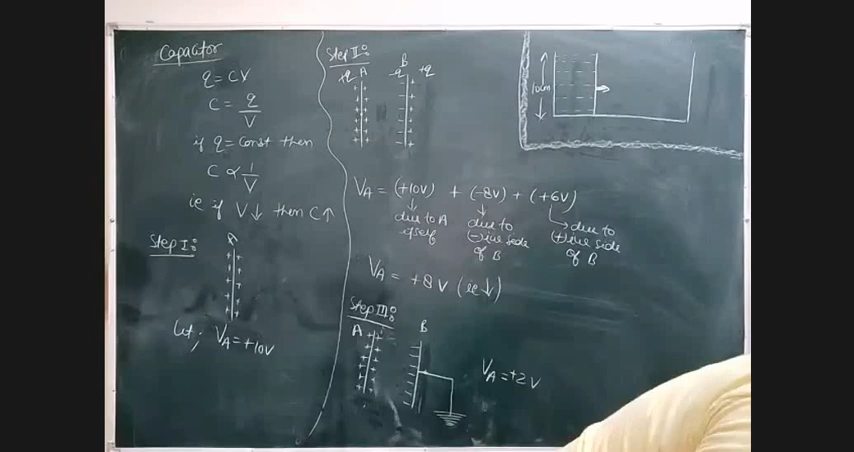 Capacitor
q = CV
C = q/V
if q = Const then
C ∝ 1/V
ie if V↓ then C↑
Step I:
A
Let, VA = +10V
Step II:
+q A
B
-q +q
VA = (+10V) + (-8V) + (+6V)
due to A itself
due to (-)ive side of B
due to (+)ive side of B
VA = +8V (ie ↓)
Step III:
A
B
VA = +2V
10cm